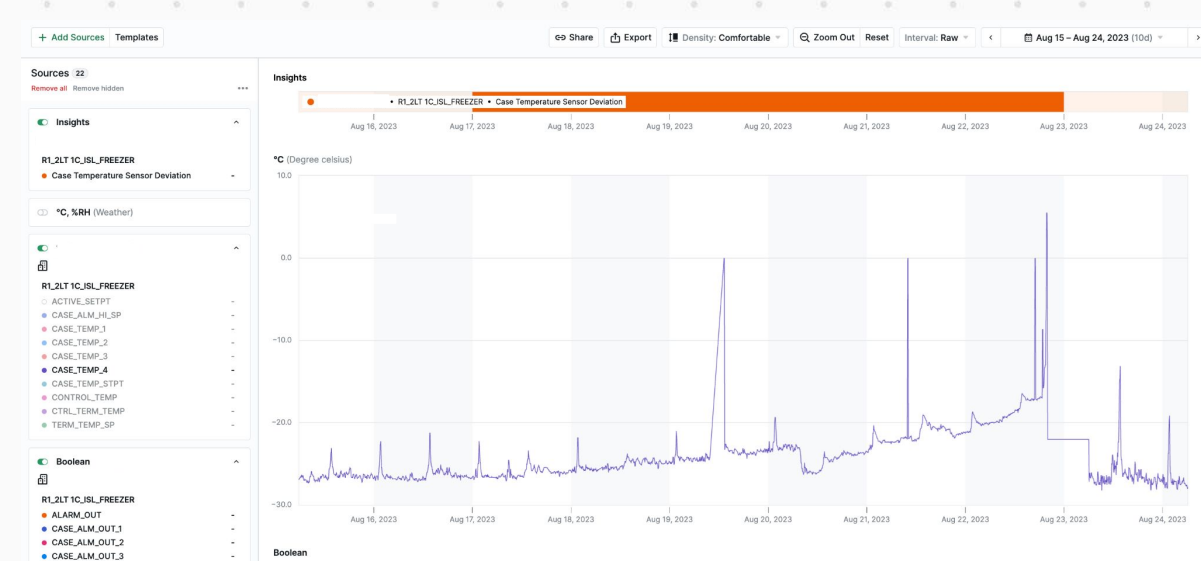 + Add Sources Templates
Share Export Density: Comfortable Zoom Out Reset Interval: Raw < Aug 15 – Aug 24, 2023 (10d) >
Sources 22
Remove all Remove hidden ...
Insights
R1_2LT 1C_ISL_FREEZER
Case Temperature Sensor Deviation -
°C, %RH (Weather)
R1_2LT 1C_ISL_FREEZER
ACTIVE_SETPT -
CASE_ALM_HI_SP -
CASE_TEMP_1 -
CASE_TEMP_2 -
CASE_TEMP_3 -
CASE_TEMP_4 -
CASE_TEMP_STPT -
CONTROL_TEMP -
CTRL_TERM_TEMP -
TERM_TEMP_SP -
Boolean
R1_2LT 1C_ISL_FREEZER
ALARM_OUT -
CASE_ALM_OUT_1 -
CASE_ALM_OUT_2 -
CASE_ALM_OUT_3 -
Insights
• R1_2LT 1C_ISL_FREEZER • Case Temperature Sensor Deviation
Aug 16, 2023 Aug 17, 2023 Aug 18, 2023 Aug 19, 2023 Aug 20, 2023 Aug 21, 2023 Aug 22, 2023 Aug 23, 2023 Aug 24, 2023
°C (Degree celsius)
10.0
0.0
−10.0
−20.0
−30.0
Aug 16, 2023 Aug 17, 2023 Aug 18, 2023 Aug 19, 2023 Aug 20, 2023 Aug 21, 2023 Aug 22, 2023 Aug 23, 2023 Aug 24, 2023
Boolean